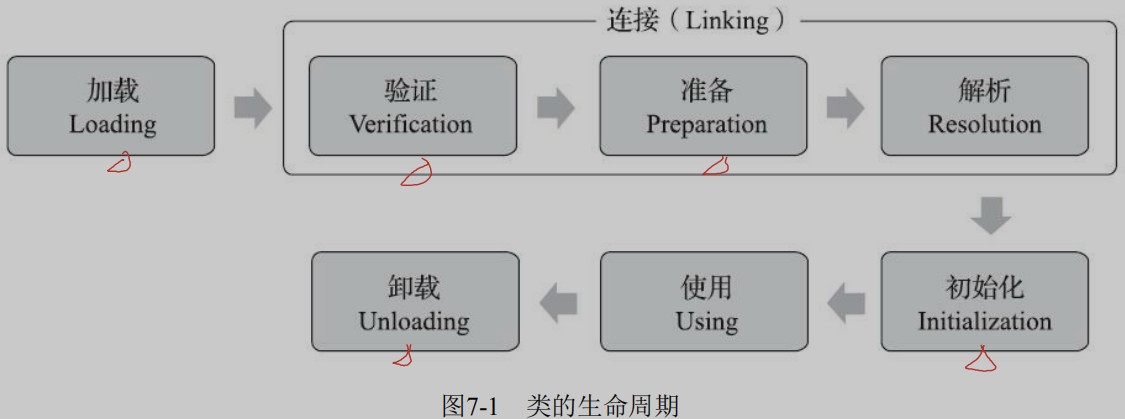 连接（Linking）
加载
Loading
验证
Verification
准备
Preparation
解析
Resolution
卸载
Unloading
使用
Using
初始化
Initialization
图7-1 类的生命周期